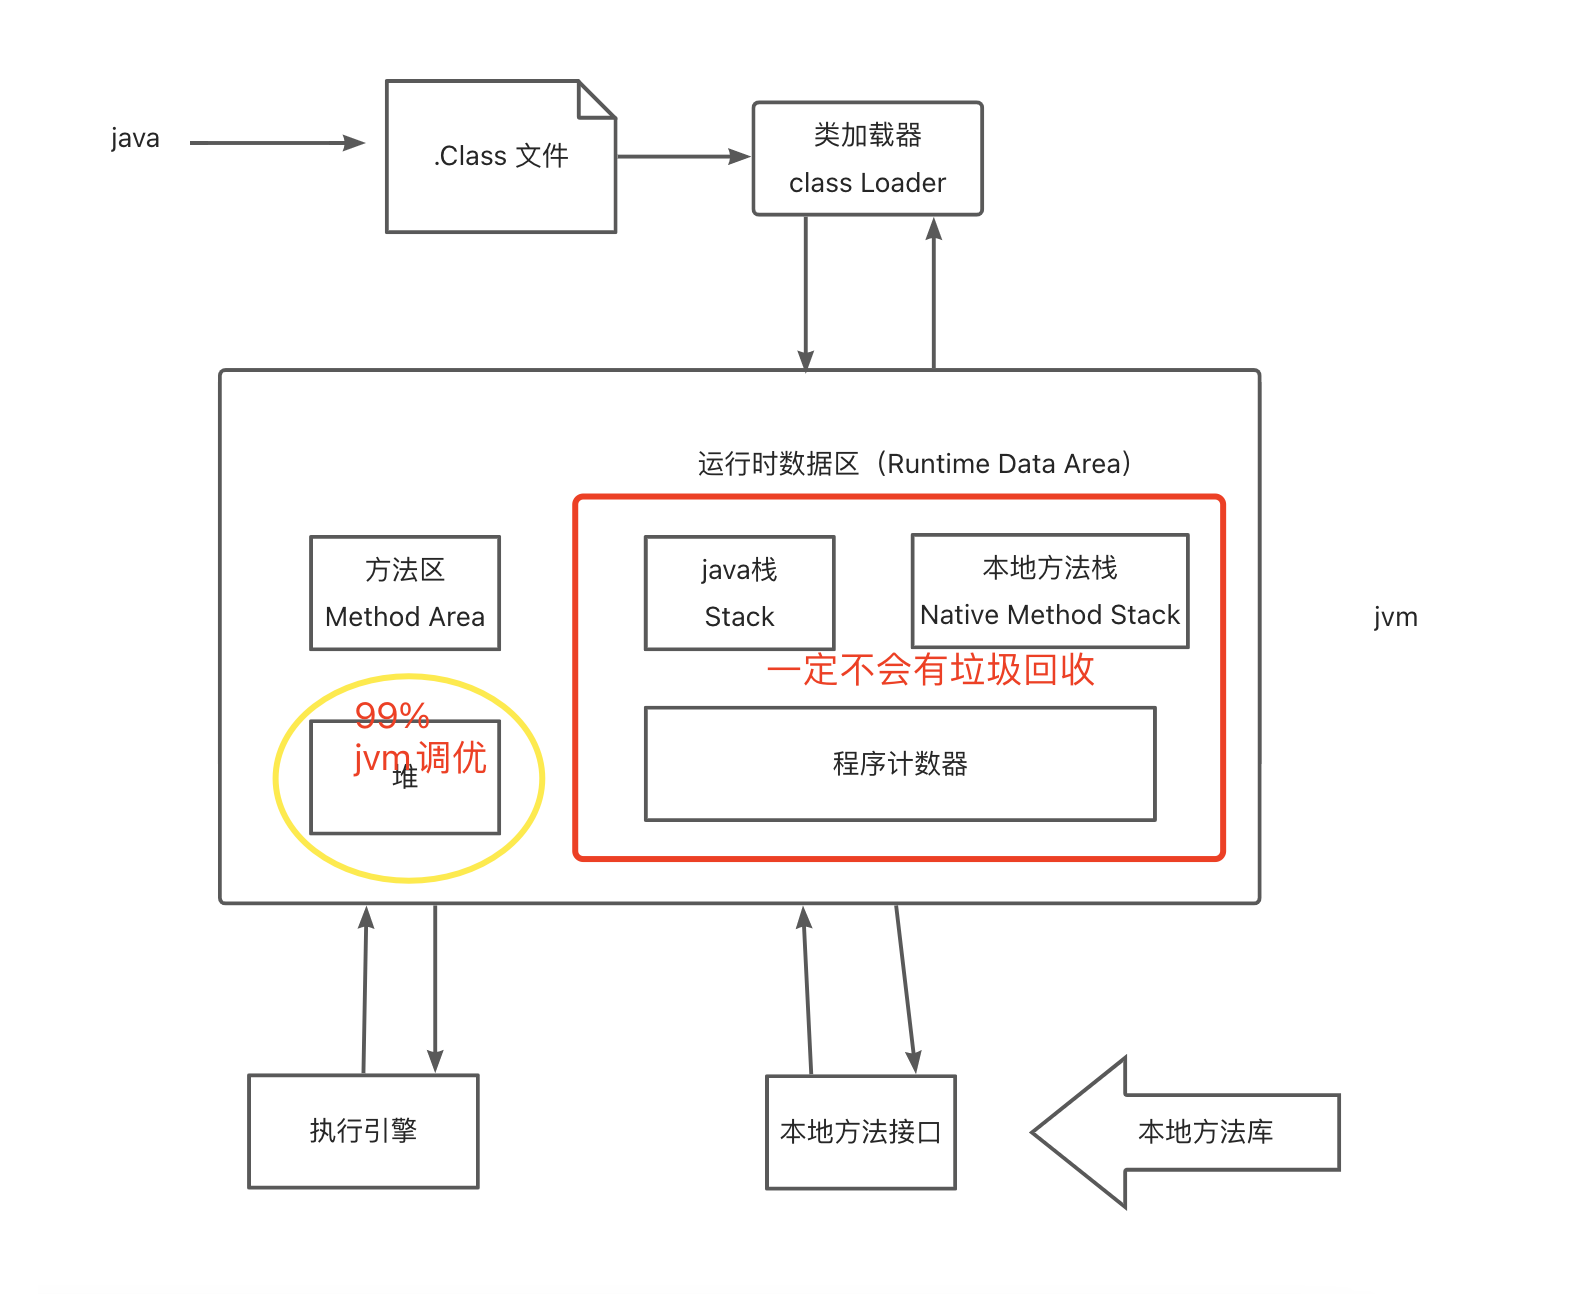 java
.Class 文件
类加载器
class Loader
运行时数据区（Runtime Data Area）
方法区
Method Area
java栈
Stack
本地方法栈
Native Method Stack
一定不会有垃圾回收
99%
jvm调优
堆
程序计数器
jvm
执行引擎
本地方法接口
本地方法库